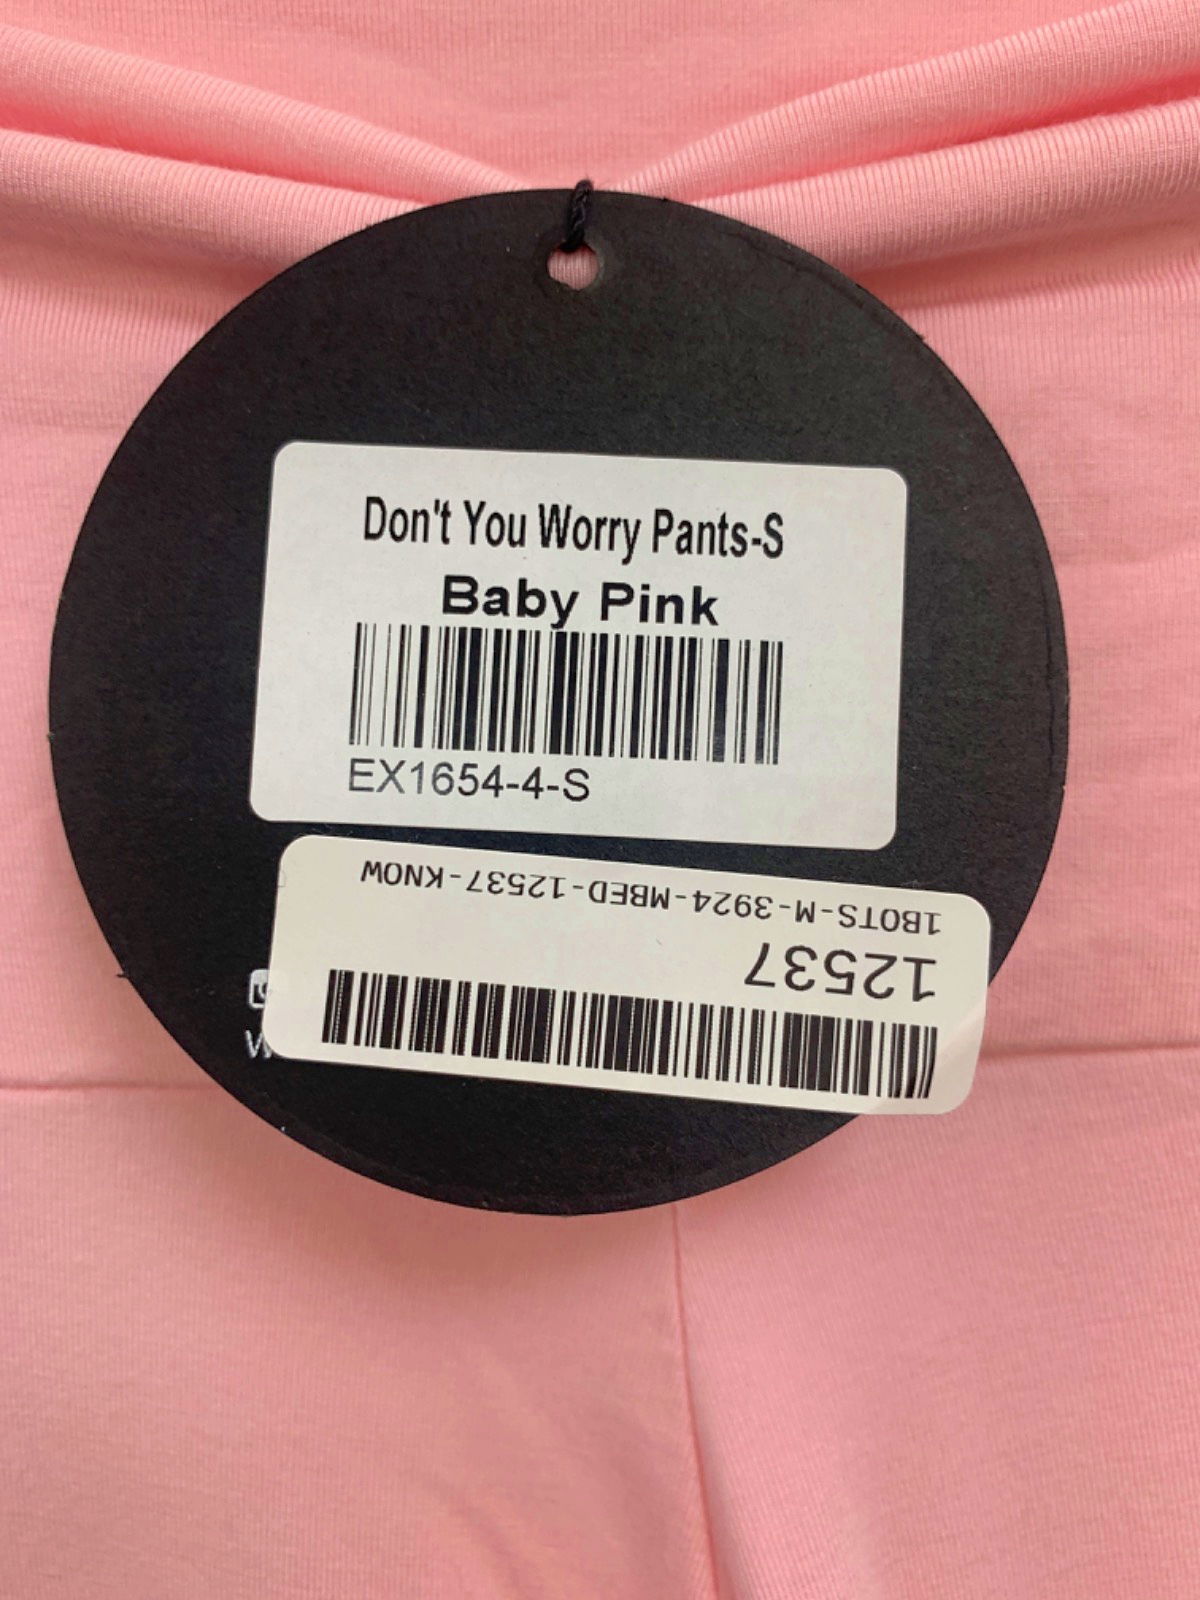 Don't You Worry Pants-S
Baby Pink
EX1654-4-S
1BOTS-M-3924-MBED-12537-KNOW
12537